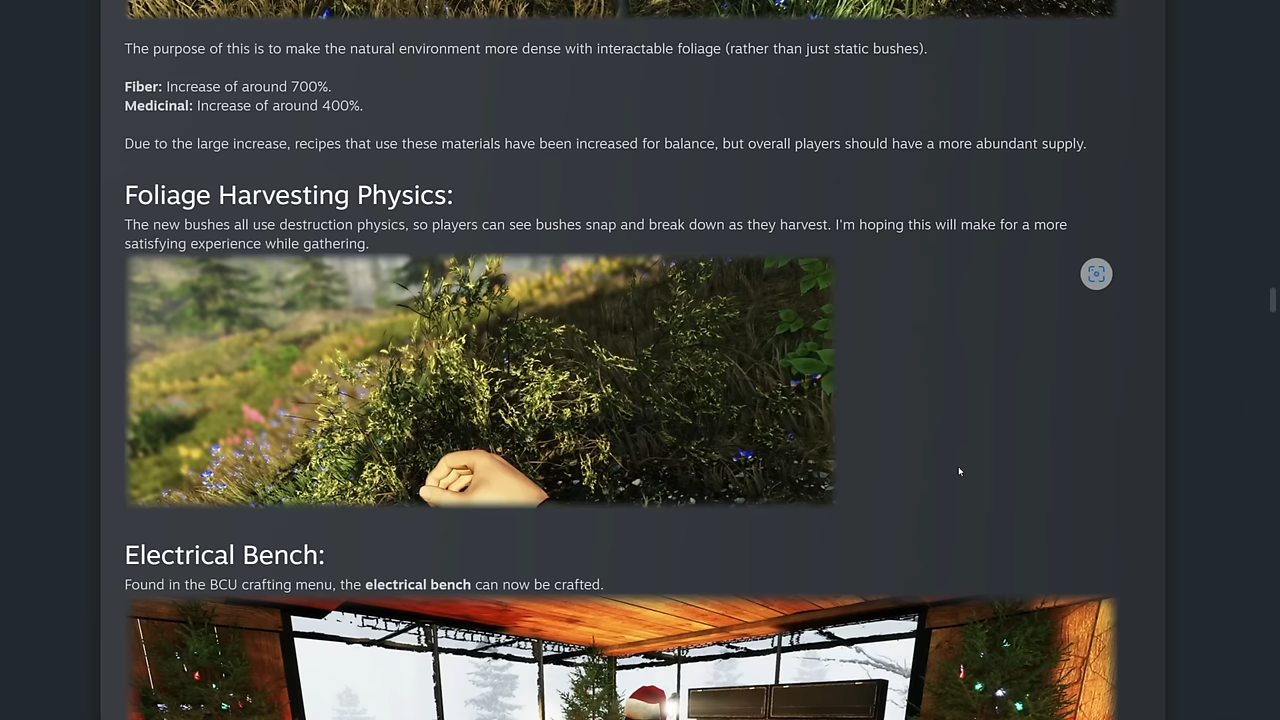 The purpose of this is to make the natural environment more dense with interactable foliage (rather than just static bushes).
Fiber: Increase of around 700%.
Medicinal: Increase of around 400%.
Due to the large increase, recipes that use these materials have been increased for balance, but overall players should have a more abundant supply.
Foliage Harvesting Physics:
The new bushes all use destruction physics, so players can see bushes snap and break down as they harvest. I'm hoping this will make for a more
satisfying experience while gathering.
Electrical Bench:
Found in the BCU crafting menu, the electrical bench can now be crafted.